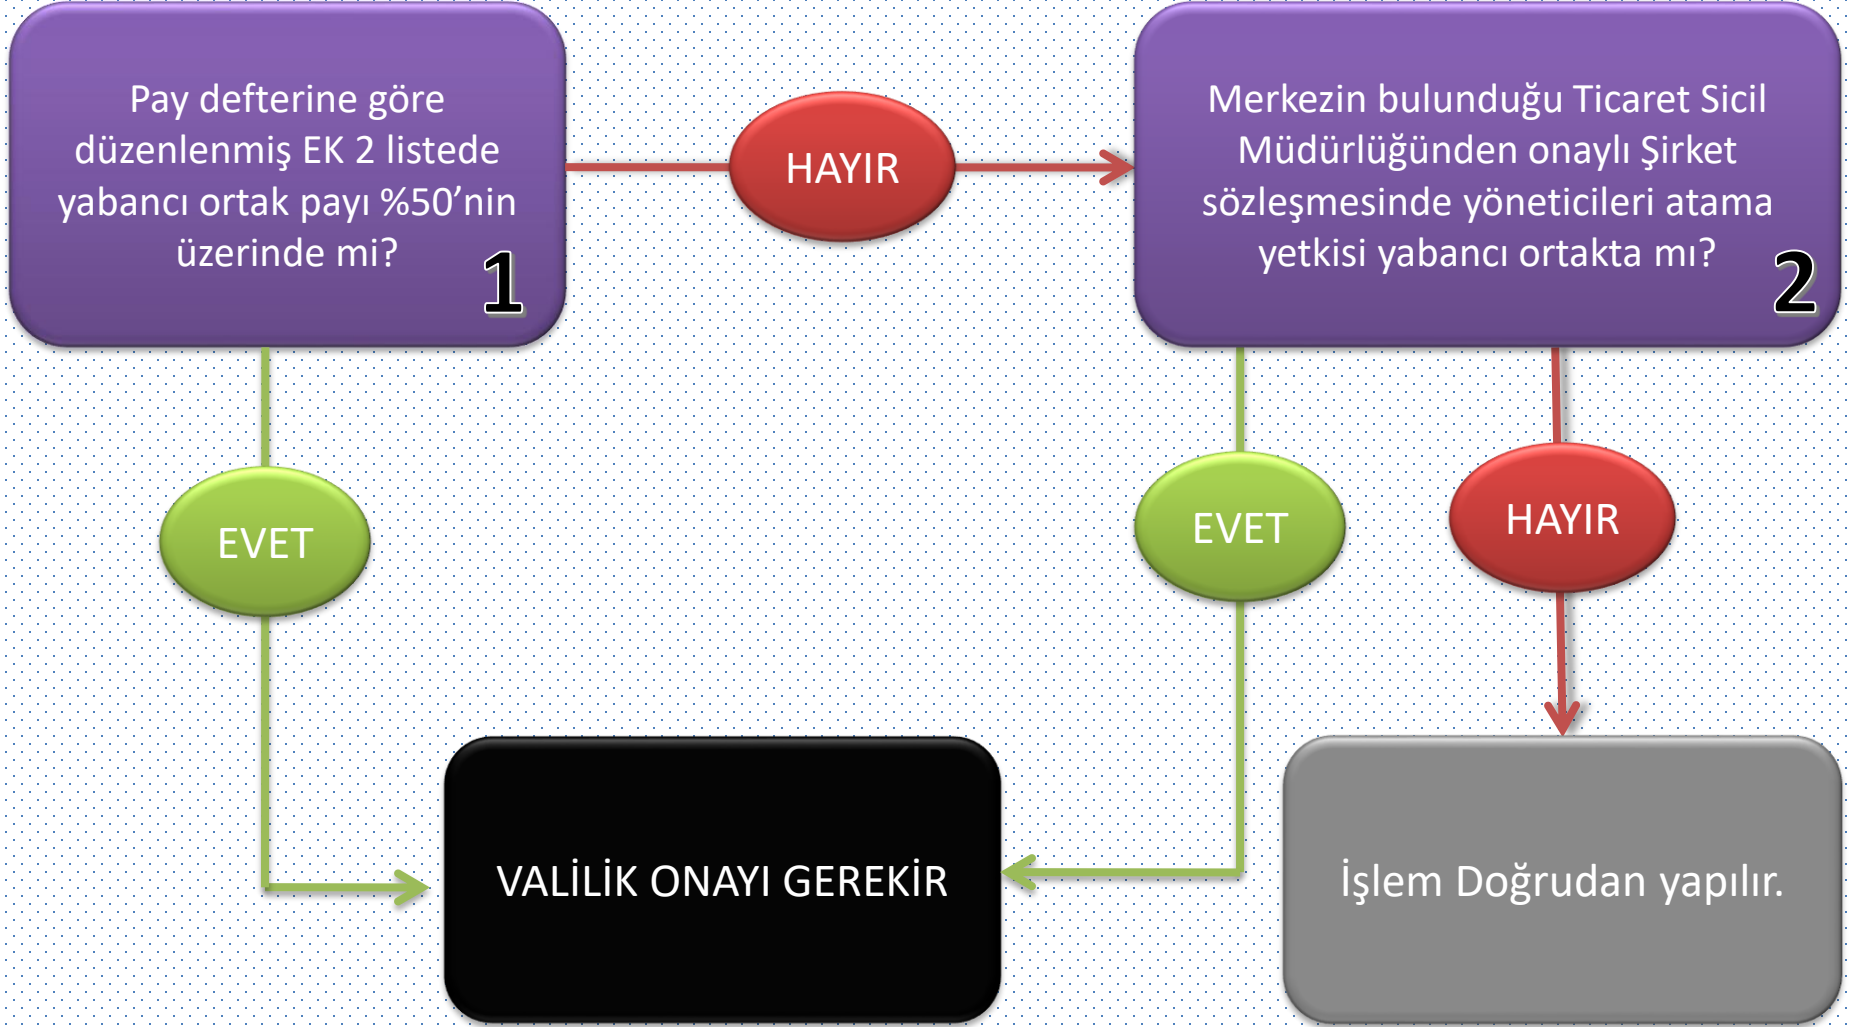 Pay defterine göre
düzenlenmiş EK 2 listede
yabancı ortak payı %50’nin
üzerinde mi?
1
HAYIR
Merkezin bulunduğu Ticaret Sicil
Müdürlüğünden onaylı Şirket
sözleşmesinde yöneticileri atama
yetkisi yabancı ortakta mı?
2
EVET
EVET
HAYIR
VALİLİK ONAYI GEREKİR
İşlem Doğrudan yapılır.